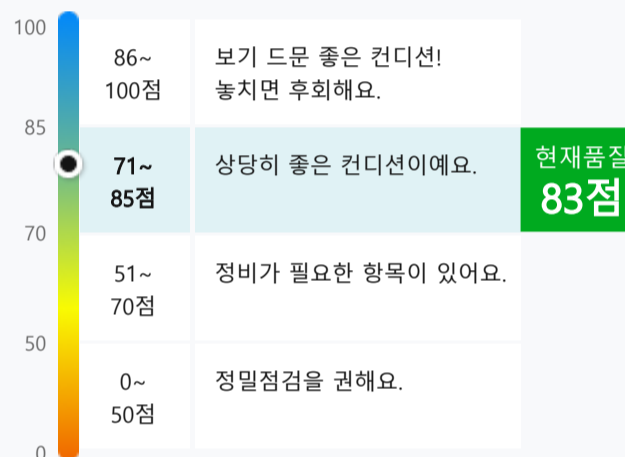 100
86~
100점
보기 드문 좋은 컨디션!
놓치면 후회해요.
85
71~
85점
상당히 좋은 컨디션이예요.
현재품질
83점
70
51~
70점
정비가 필요한 항목이 있어요.
50
0~
50점
정밀점검을 권해요.
0